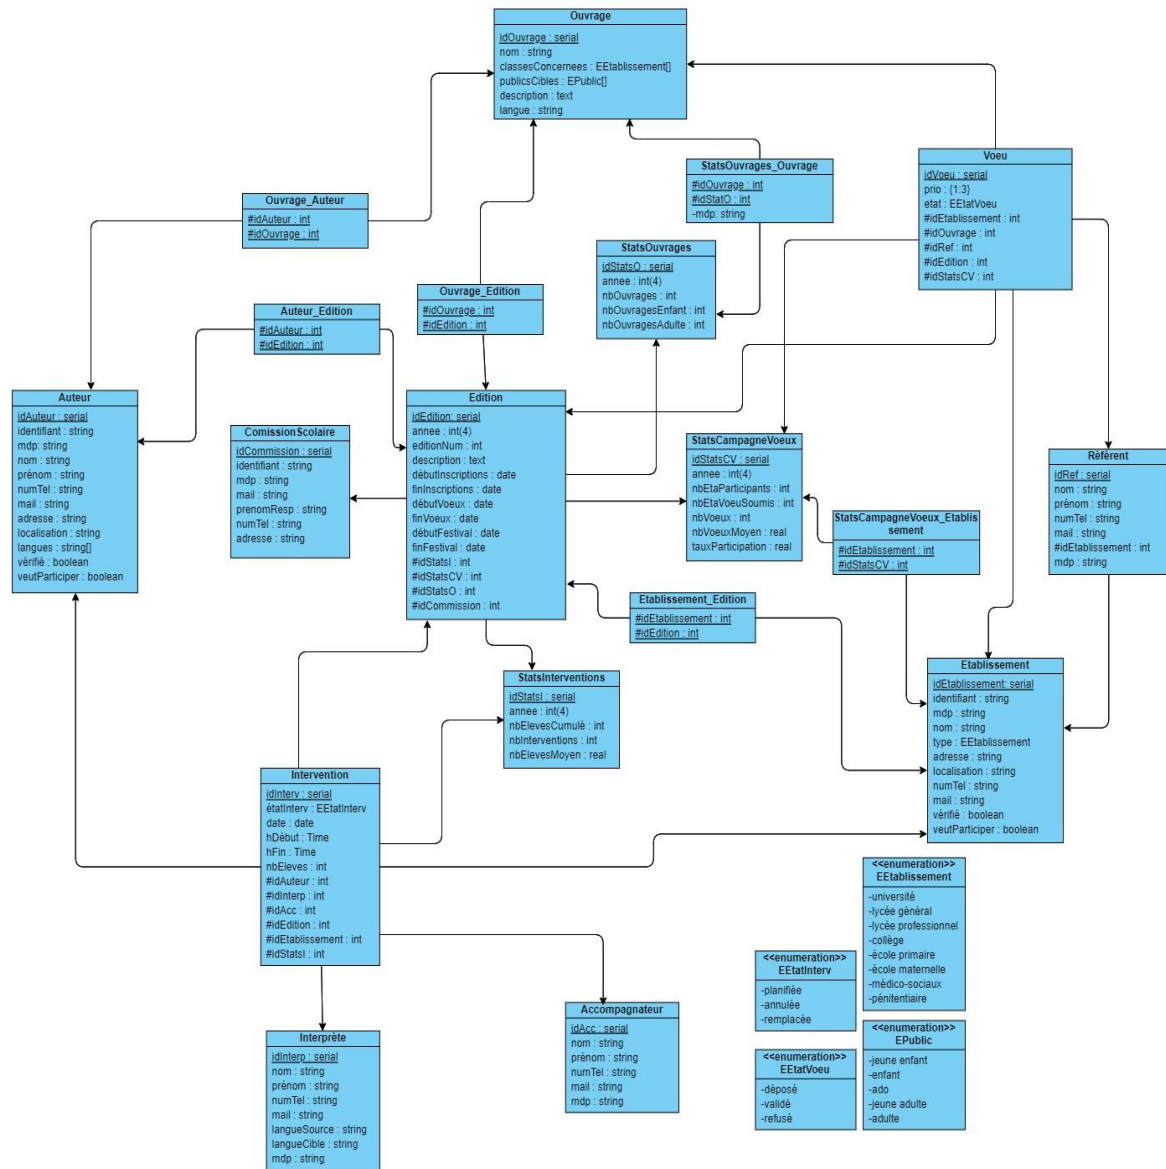 Ouvrage
idOuvrage : serial
nom : string
classesConcernees : EEtablissement[]
publicsCibles : EPublic[]
description : text
langue : string
StatsOuvrages_Ouvrage
#idOuvrage : int
#idStatO : int
-mdp: string
Voeu
idVoeu : serial
prio : {1:3}
etat : EEtatVoeu
#idEtablissement : int
#idOuvrage : int
#idRef : int
#idEdition : int
#idStatsCV : int
Ouvrage_Auteur
#idAuteur : int
#idOuvrage : int
StatsOuvrages
idStatsO : serial
annee : int(4)
nbOuvrages : int
nbOuvragesEnfant : int
nbOuvragesAdulte : int
Ouvrage_Edition
#idOuvrage : int
#idEdition : int
Auteur_Edition
#idAuteur : int
#idEdition : int
Auteur
idAuteur : serial
identifiant : string
mdp: string
nom : string
prénom : string
numTel : string
mail : string
adresse : string
localisation : string
langues : string[]
vérifié : boolean
veutParticiper : boolean
ComissionScolaire
idCommission : serial
identifiant : string
mdp : string
mail : string
prenomResp : string
numTel : string
adresse : string
Edition
idEdition: serial
annee : int(4)
editionNum : int
description : text
débutInscriptions : date
finInscriptions : date
débutVoeux : date
finVoeux : date
débutFestival : date
finFestival : date
#idStatsI : int
#idStatsCV : int
#idStatsO : int
#idCommission : int
StatsCampagneVoeux
idStatsCV : serial
annee : int(4)
nbEtaParticipants : int
nbEtaVoeuSoumis : int
nbVoeux : int
nbVoeuxMoyen : real
tauxParticipation : real
Référent
idRef : serial
nom : string
prénom : string
numTel : string
mail : string
#idEtablissement : int
mdp : string
StatsCampagneVoeux_Etabli
ssement
#idEtablissement : int
#idStatsCV : int
Etablissement_Edition
#idEtablissement : int
#idEdition : int
StatsInterventions
idStatsI : serial
annee : int(4)
nbElevesCumulé : int
nbInterventions : int
nbElevesMoyen : real
Etablissement
idEtablissement: serial
identifiant : string
mdp : string
nom : string
type : EEtablissement
adresse : string
localisation : string
numTel : string
mail : string
vérifié : boolean
veutParticiper : boolean
Intervention
idInterv : serial
étatInterv : EEtatInterv
date : date
hDébut : Time
hFin : Time
nbEleves : int
#idAuteur : int
#idInterp : int
#idAcc : int
#idEdition : int
#idEtablissement : int
#idStatsI : int
<<enumeration>>
EEtablissement
-université
-lycée général
-lycée professionnel
-collège
-école primaire
-école maternelle
-médico-sociaux
-pénitentiaire
<<enumeration>>
EEtatInterv
-planifiée
-annulée
-remplacée
Accompagnateur
idAcc : serial
nom : string
prénom : string
numTel : string
mail : string
mdp : string
Interprète
idInterp : serial
nom : string
prénom : string
numTel : string
mail : string
langueSource : string
langueCible : string
mdp : string
<<enumeration>>
EEtatVoeu
-déposé
-validé
-refusé
<<enumeration>>
EPublic
-jeune enfant
-enfant
-ado
-jeune adulte
-adulte